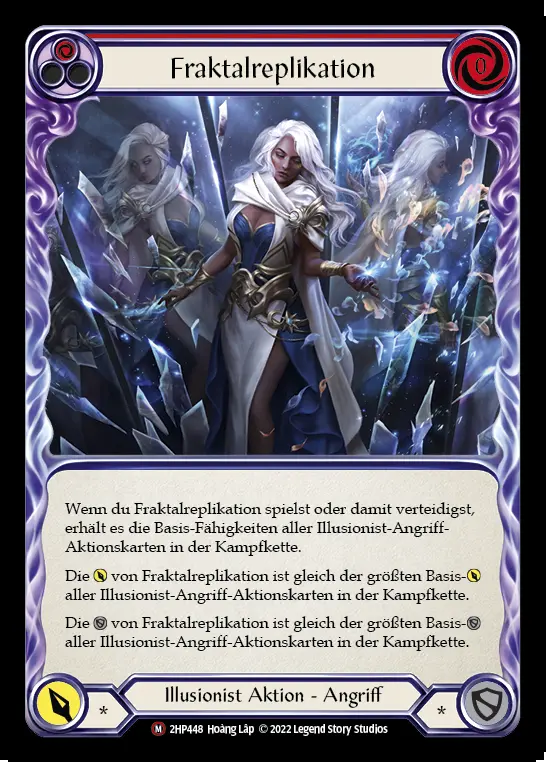 0
Fraktalreplikation
Wenn du Fraktalreplikation spielst oder damit verteidigst,
erhält es die Basis-Fähigkeiten aller Illusionist-Angriff-
Aktionskarten in der Kampfkette.
Die von Fraktalreplikation ist gleich der größten Basis-
aller Illusionist-Angriff-Aktionskarten in der Kampfkette.
Die von Fraktalreplikation ist gleich der größten Basis-
aller Illusionist-Angriff-Aktionskarten in der Kampfkette.
* Illusionist Aktion - Angriff *
M 2HP448 Hoàng Lập © 2022 Legend Story Studios